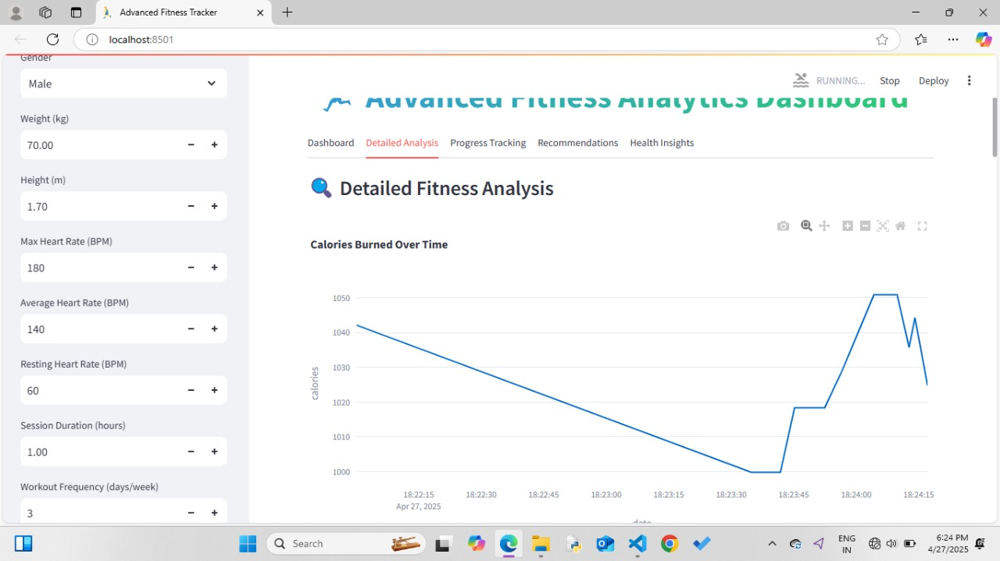 Advanced Fitness Tracker
localhost:8501
Gender
Male
Weight (kg)
70.00
Height (m)
1.70
Max Heart Rate (BPM)
180
Average Heart Rate (BPM)
140
Resting Heart Rate (BPM)
60
Session Duration (hours)
1.00
Workout Frequency (days/week)
3
RUNNING...
Stop
Deploy
Advanced Fitness Analytics Dashboard
Dashboard
Detailed Analysis
Progress Tracking
Recommendations
Health Insights
Detailed Fitness Analysis
Calories Burned Over Time
calories
1050
1040
1030
1020
1010
1000
18:22:15 18:22:30 18:22:45 18:23:00 18:23:15 18:23:30 18:23:45 18:24:00 18:24:15
Apr 27, 2025
date
Search
ENG
IN
6:24 PM
4/27/2025